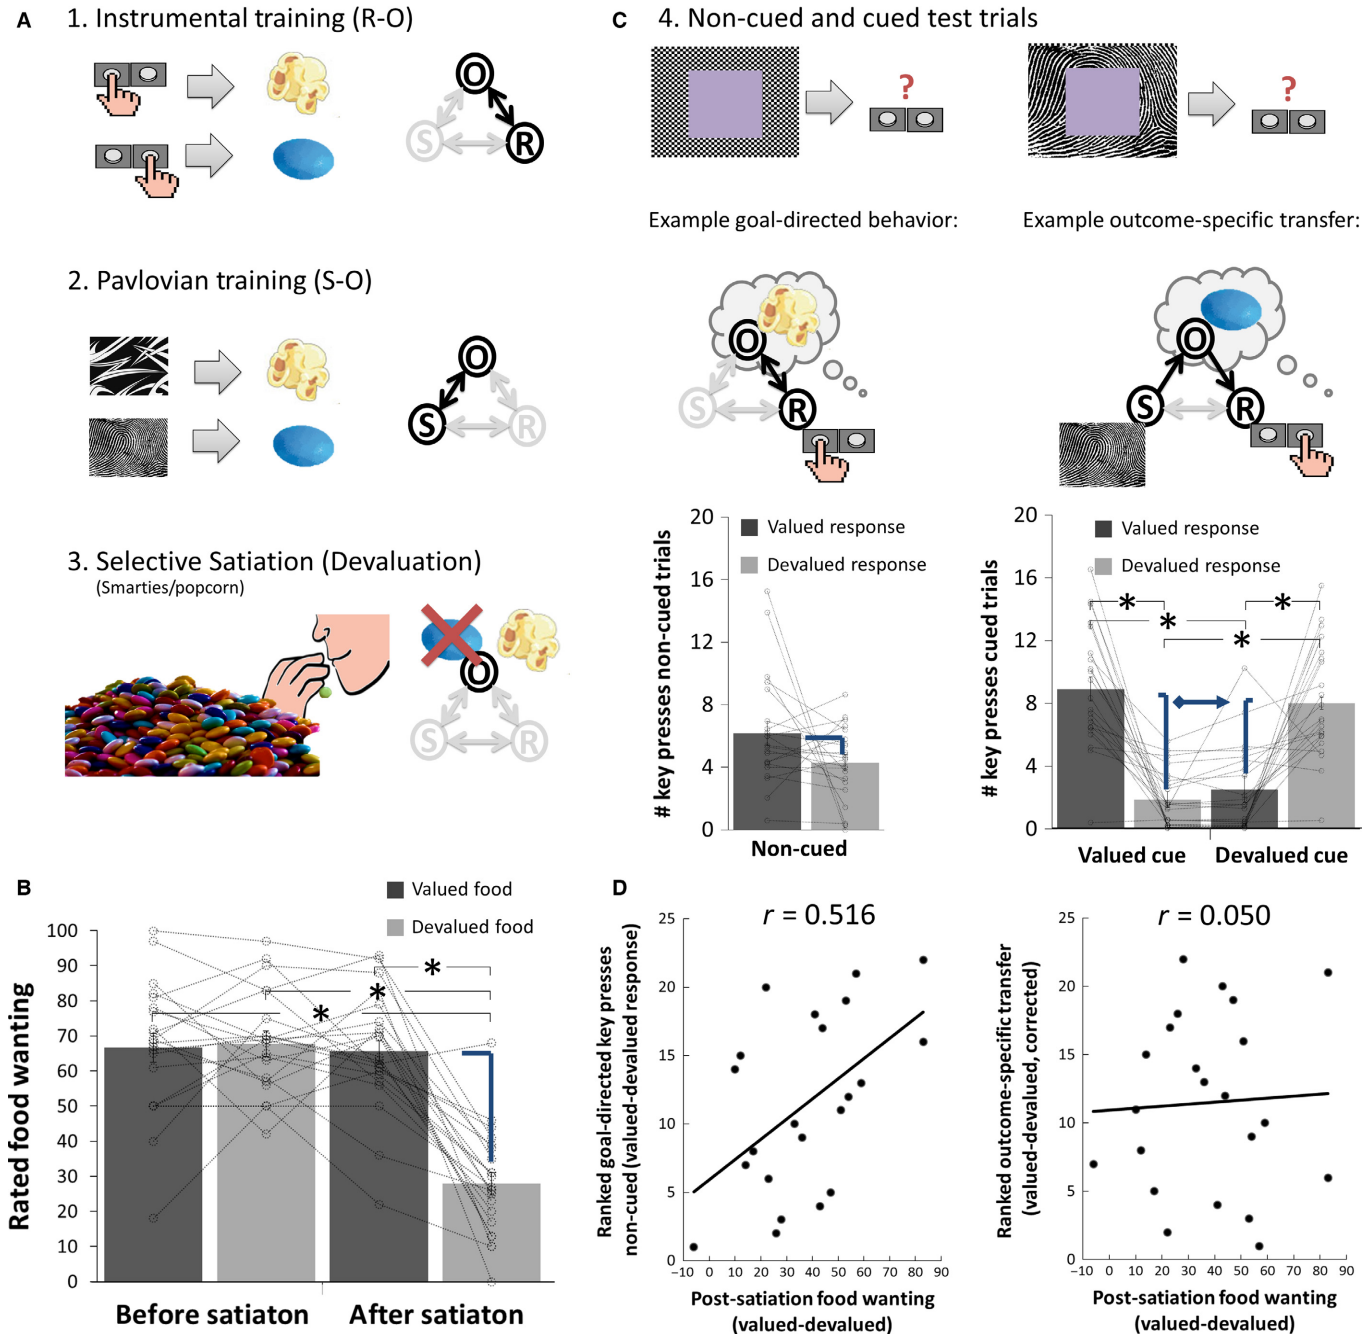 A
1. Instrumental training (R-O)
O
S
R
2. Pavlovian training (S-O)
O
S
R
3. Selective Satiation (Devaluation)
(Smarties/popcorn)
O
S
R
C
4. Non-cued and cued test trials
?
?
Example goal-directed behavior:
Example outcome-specific transfer:
O
S
R
O
S
R
# key presses non-cued trials
20
16
12
8
4
0
Valued response
Devalued response
Non-cued
# key presses cued trials
20
16
12
8
4
0
Valued response
Devalued response
*
*
*
*
Valued cue
Devalued cue
B
Valued food
Devalued food
Rated food wanting
100
90
80
70
60
50
40
30
20
10
0
*
*
*
Before satiaton
After satiaton
D
r = 0.516
Ranked goal-directed key presses
non-cued (valued-devalued response)
25
20
15
10
5
0
−10 0 10 20 30 40 50 60 70 80 90
Post-satiation food wanting
(valued-devalued)
r = 0.050
Ranked outcome-specific transfer
(valued-devalued, corrected)
25
20
15
10
5
0
−10 0 10 20 30 40 50 60 70 80 90
Post-satiation food wanting
(valued-devalued)